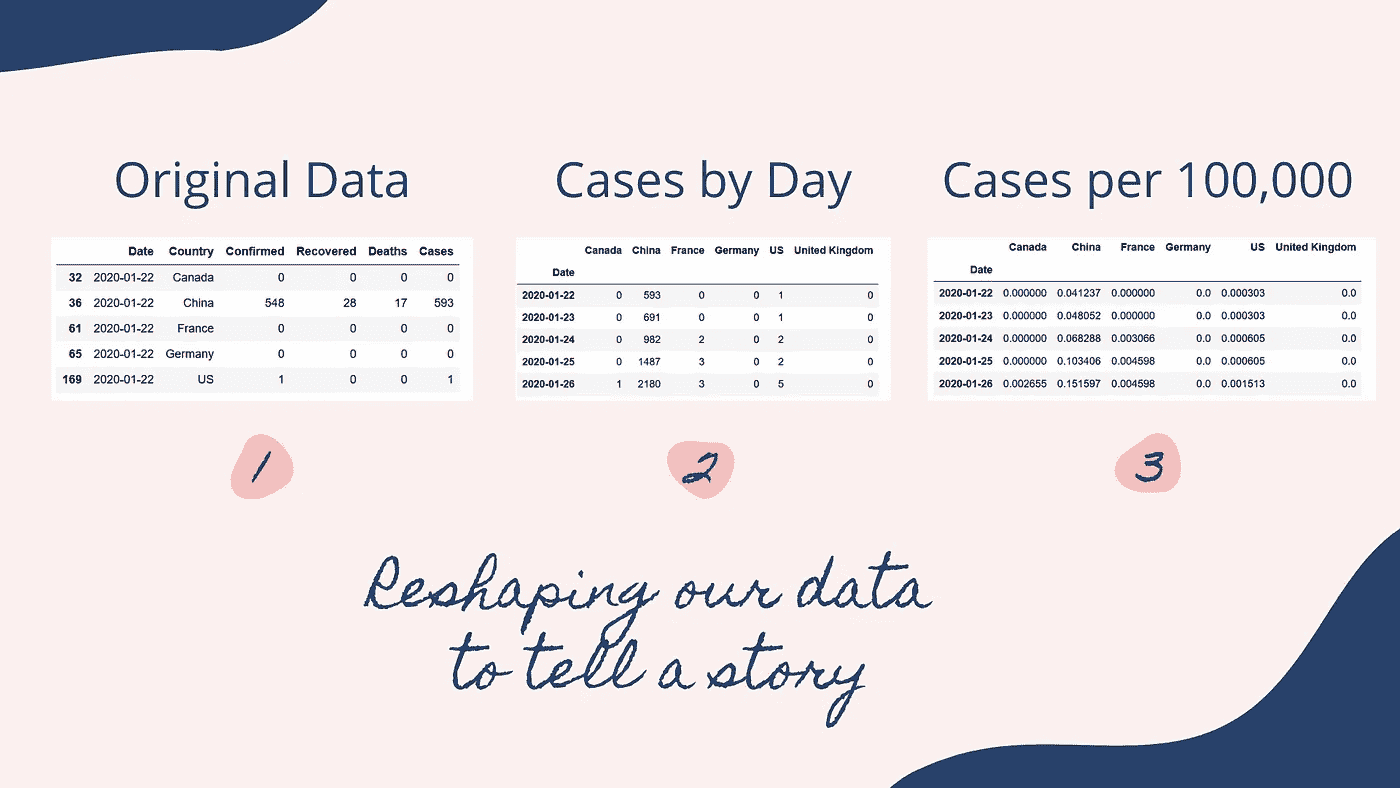 Original Data
Date Country Confirmed Recovered Deaths Cases
32 2020-01-22 Canada 0 0 0 0
36 2020-01-22 China 548 28 17 593
61 2020-01-22 France 0 0 0 0
65 2020-01-22 Germany 0 0 0 0
169 2020-01-22 US 1 0 0 1
1
Cases by Day
Canada China France Germany US United Kingdom
Date
2020-01-22 0 593 0 0 1 0
2020-01-23 0 691 0 0 1 0
2020-01-24 0 982 2 0 2 0
2020-01-25 0 1487 3 0 2 0
2020-01-26 1 2180 3 0 5 0
2
Cases per 100,000
Canada China France Germany US United Kingdom
Date
2020-01-22 0.000000 0.041237 0.000000 0.0 0.000303 0.0
2020-01-23 0.000000 0.048052 0.000000 0.0 0.000303 0.0
2020-01-24 0.000000 0.068288 0.003066 0.0 0.000605 0.0
2020-01-25 0.000000 0.103406 0.004598 0.0 0.000605 0.0
2020-01-26 0.002655 0.151597 0.004598 0.0 0.001513 0.0
3
Reshaping our data
to tell a story